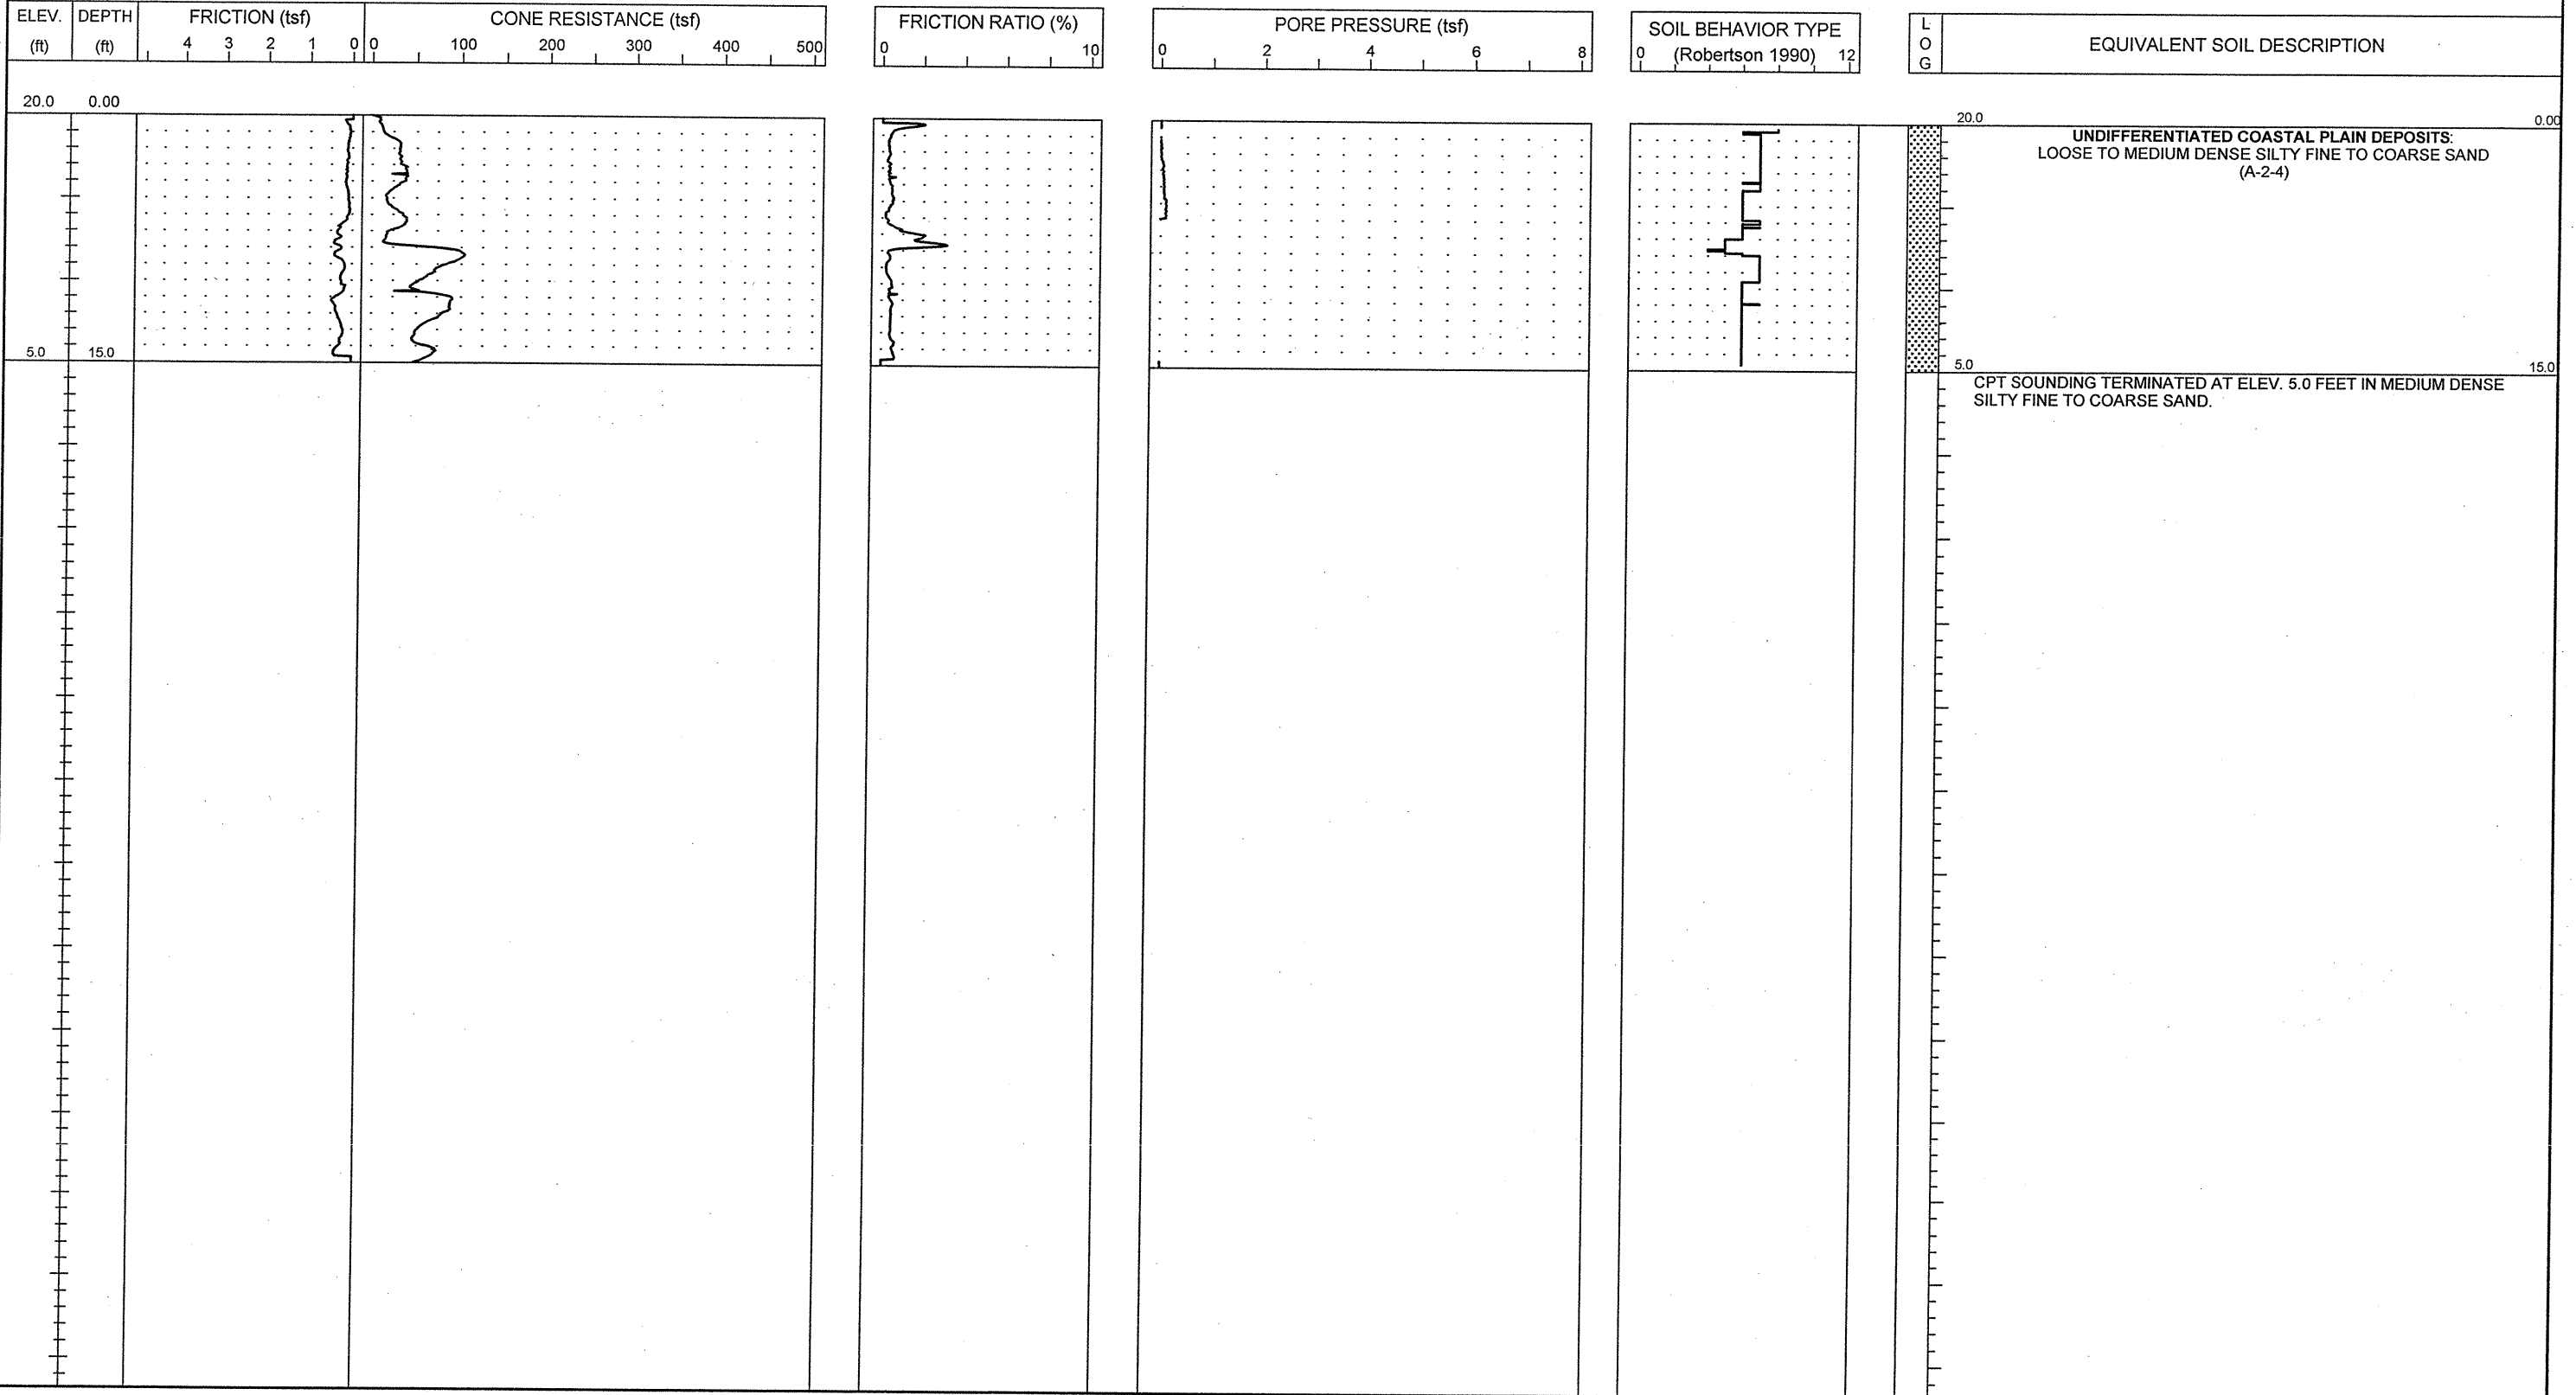 ELEV. DEPTH FRICTION (tsf) CONE RESISTANCE (tsf) FRICTION RATIO (%) PORE PRESSURE (tsf) SOIL BEHAVIOR TYPE L O G EQUIVALENT SOIL DESCRIPTION
(ft) (ft) 4 3 2 1 0 0 100 200 300 400 500 0 10 0 2 4 6 8 0 (Robertson 1990) 12
20.0 0.00 20.0 0.00
UNDIFFERENTIATED COASTAL PLAIN DEPOSITS:
LOOSE TO MEDIUM DENSE SILTY FINE TO COARSE SAND
(A-2-4)
5.0 15.0 5.0 15.0
CPT SOUNDING TERMINATED AT ELEV. 5.0 FEET IN MEDIUM DENSE
SILTY FINE TO COARSE SAND.